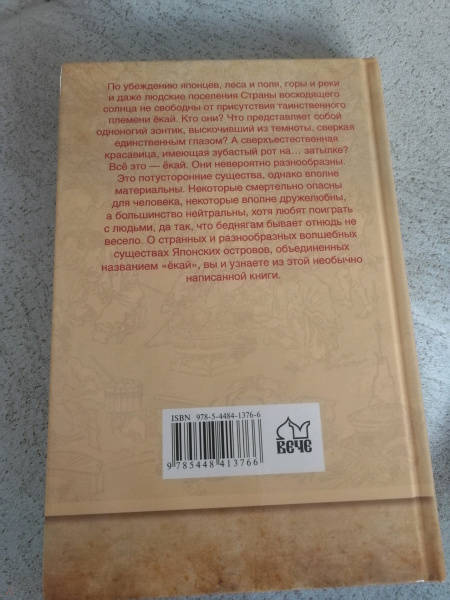 По убеждению японцев, леса и поля, горы и реки
и даже людские поселения Страны восходящего
солнца не свободны от присутствия таинственного
племени ёкай. Кто они? Что представляет собой
одноногий зонтик, выскочивший из темноты, сверкая
единственным глазом? А сверхъестественная
красавица, имеющая зубастый рот на... затылке?
Всё это — ёкай. Они невероятно разнообразны.
Это потусторонние существа, однако вполне
материальны. Некоторые смертельно опасны
для человека, некоторые вполне дружелюбны,
а большинство нейтральны, хотя любят поиграть
с людьми, да так, что беднягам бывает отнюдь не
весело. О странных и разнообразных волшебных
существах Японских островов, объединенных
названием «ёкай», вы и узнаете из этой необычно
написанной книги.
ISBN 978-5-4484-1376-6
9 785448 413766
ВЕЧЕ